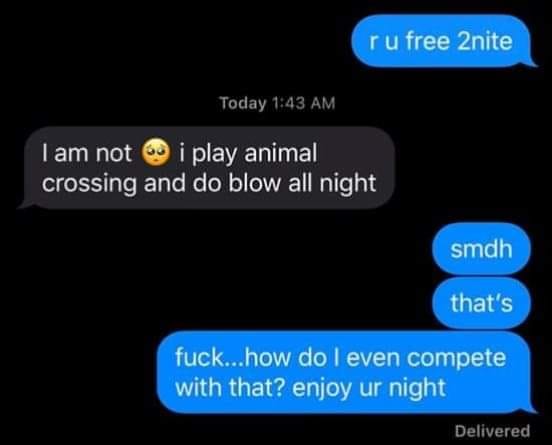 r u free 2nite
Today 1:43 AM
I am not 🥺 i play animal
crossing and do blow all night
smdh
that's
fuck...how do I even compete
with that? enjoy ur night
Delivered